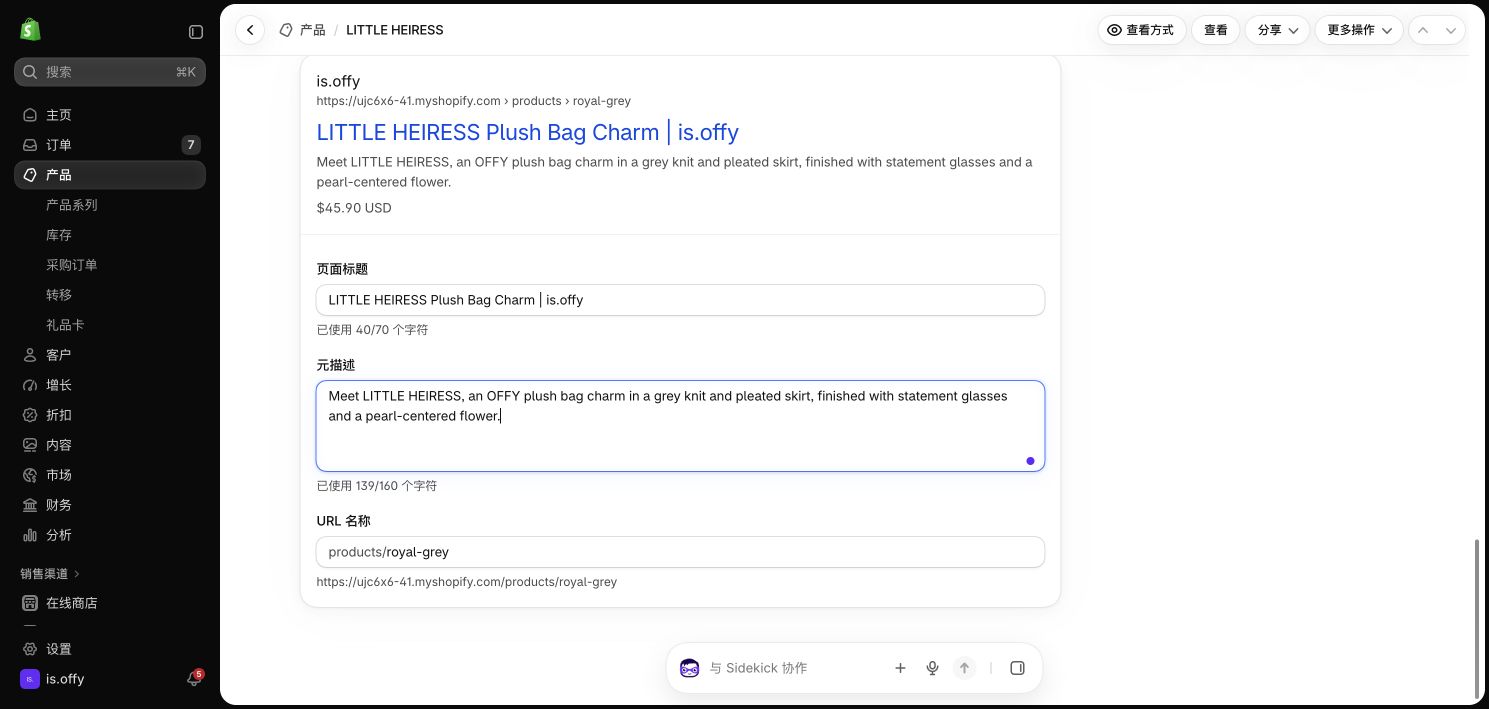 产品 / LITTLE HEIRESS
查看方式
查看
分享
更多操作
搜索
⌘K
主页
订单
7
产品
产品系列
库存
采购订单
转移
礼品卡
客户
增长
折扣
内容
市场
财务
分析
销售渠道
在线商店
设置
is.
is.offy
5
is.offy
https://ujc6x6-41.myshopify.com › products › royal-grey
LITTLE HEIRESS Plush Bag Charm | is.offy
Meet LITTLE HEIRESS, an OFFY plush bag charm in a grey knit and pleated skirt, finished with statement glasses and a
pearl-centered flower.
$45.90 USD
页面标题
LITTLE HEIRESS Plush Bag Charm | is.offy
已使用 40/70 个字符
元描述
Meet LITTLE HEIRESS, an OFFY plush bag charm in a grey knit and pleated skirt, finished with statement glasses
and a pearl-centered flower.
已使用 139/160 个字符
URL 名称
products/royal-grey
https://ujc6x6-41.myshopify.com/products/royal-grey
与 Sidekick 协作